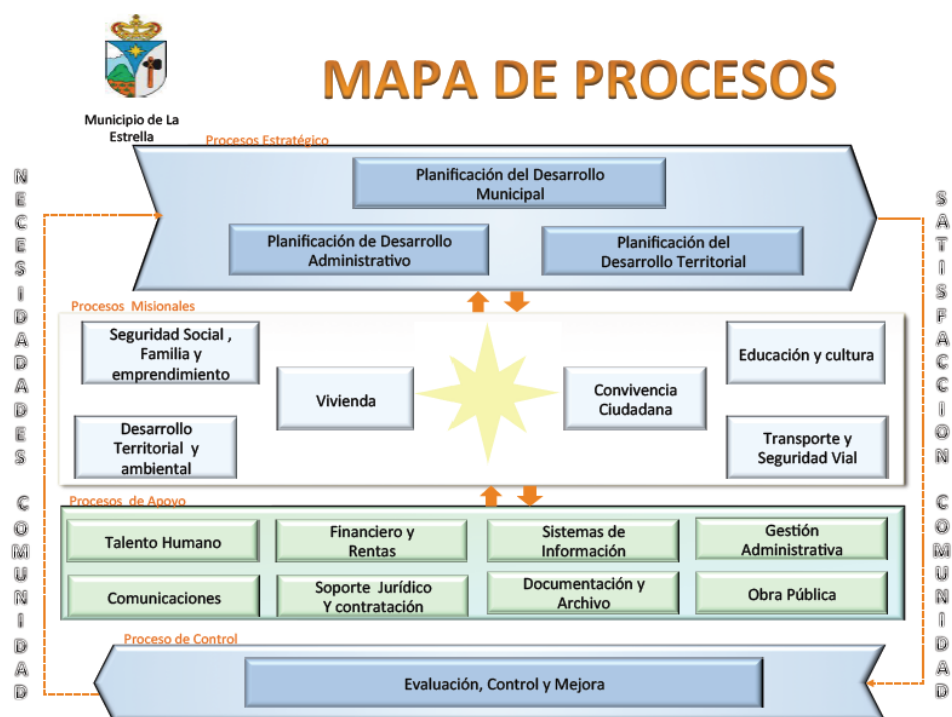 MAPA DE PROCESOS
Municipio de La
Estrella
Procesos Estratégico
Planificación del Desarrollo
Municipal
Planificación de Desarrollo
Administrativo
Planificación del
Desarrollo Territorial
NECESIDADADES COMUNIDAD
SATISFACCION COMUNIDAD
Procesos Misionales
Seguridad Social ,
Familia y
emprendimiento
Vivienda
Convivencia
Ciudadana
Educación y cultura
Desarrollo
Territorial y
ambiental
Transporte y
Seguridad Vial
Procesos de Apoyo
Talento Humano
Financiero y
Rentas
Sistemas de
Información
Gestión
Administrativa
Comunicaciones
Soporte Jurídico
Y contratación
Documentación y
Archivo
Obra Pública
Proceso de Control
Evaluación, Control y Mejora